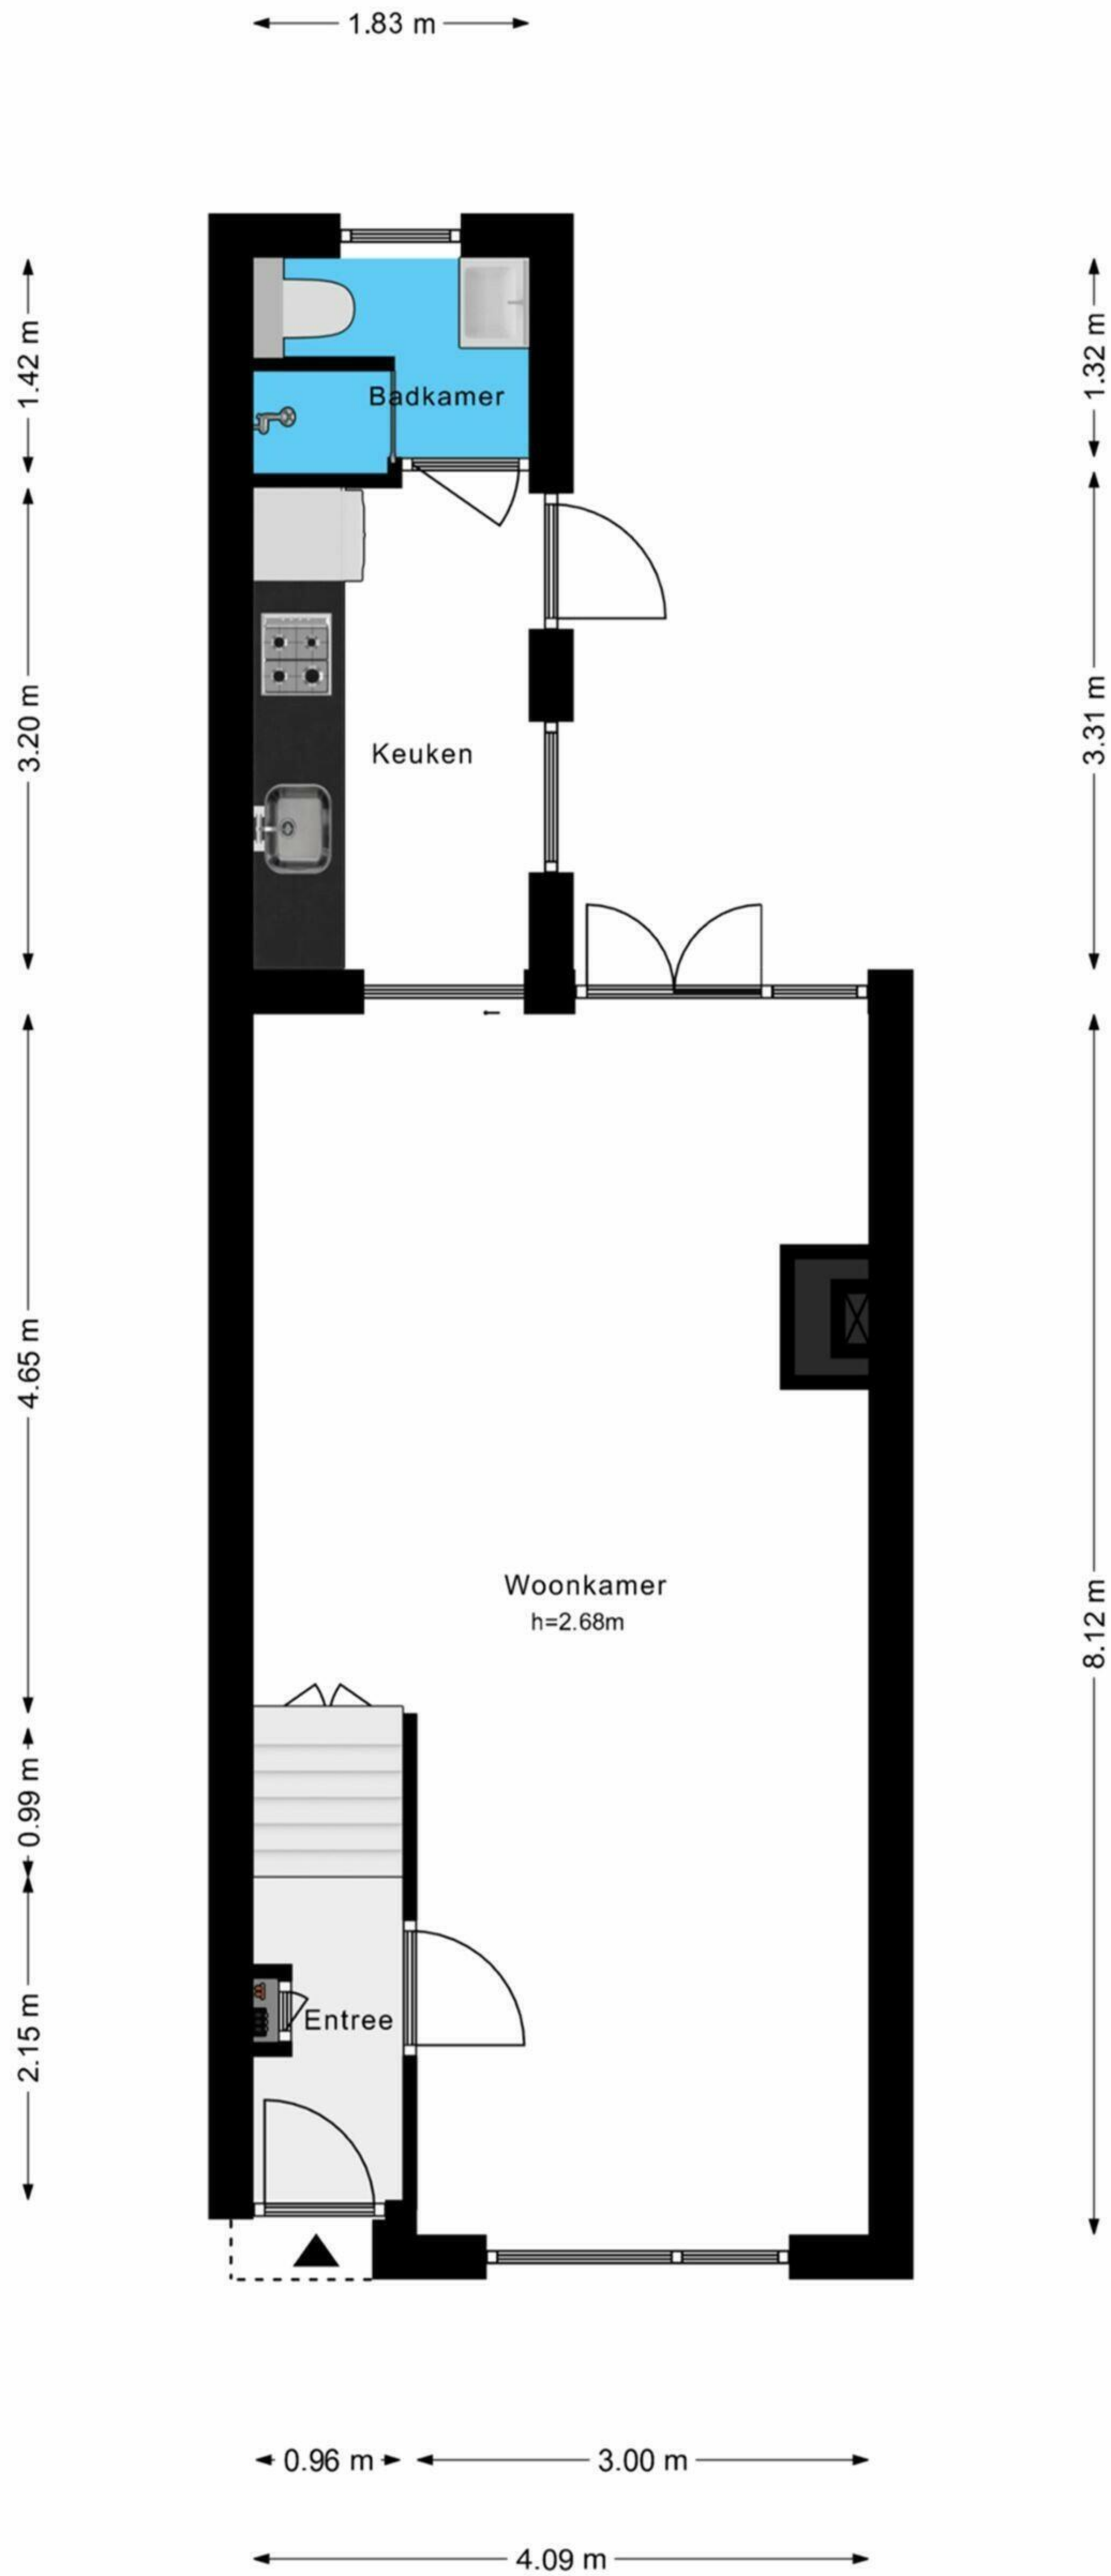 1.83 m
1.42 m
1.32 m
Badkamer
3.20 m
3.31 m
Keuken
4.65 m
Woonkamer
h=2.68m
8.12 m
0.99 m
2.15 m
Entree
0.96 m
3.00 m
4.09 m